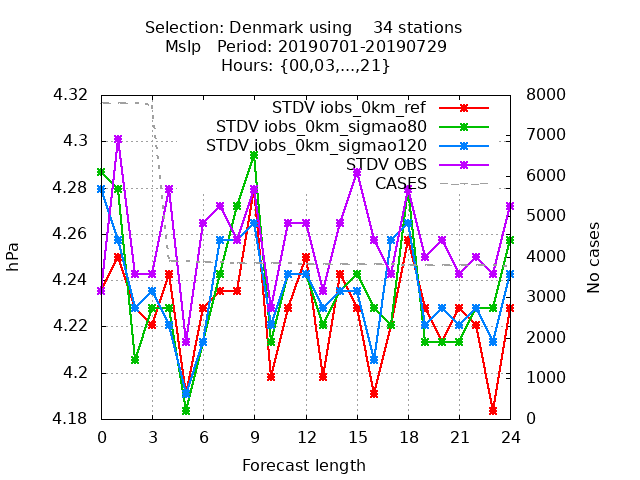 Selection: Denmark using    34 stations
Mslp   Period: 20190701-20190729
Hours: {00,03,...,21}
STDV iobs_0km_ref
STDV iobs_0km_sigmao80
STDV iobs_0km_sigmao120
STDV OBS
CASES
hPa
4.32
4.3
4.28
4.26
4.24
4.22
4.2
4.18
8000
7000
6000
5000
4000
3000
2000
1000
0
No cases
0 3 6 9 12 15 18 21 24
Forecast length